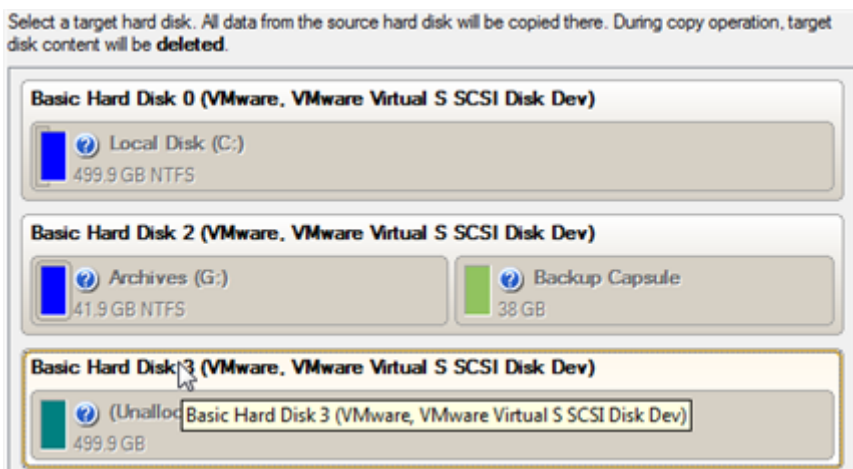 Select a target hard disk. All data from the source hard disk will be copied there. During copy operation, target
disk content will be deleted.
Basic Hard Disk 0 (VMware, VMware Virtual S SCSI Disk Dev)
Local Disk (C:)
499.9 GB NTFS
Basic Hard Disk 2 (VMware, VMware Virtual S SCSI Disk Dev)
Archives (G:)
41.9 GB NTFS
Backup Capsule
38 GB
Basic Hard Disk 3 (VMware, VMware Virtual S SCSI Disk Dev)
(Unalloc
Basic Hard Disk 3 (VMware, VMware Virtual S SCSI Disk Dev)
499.9 GB